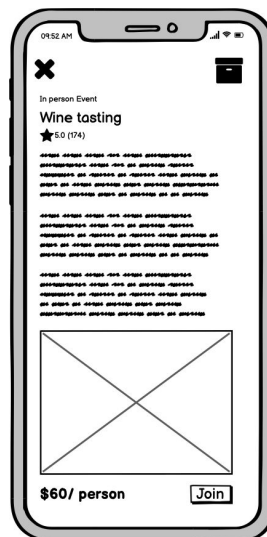 09:52 AM
In person Event
Wine tasting
5.0 (174)
$60/ person
Join